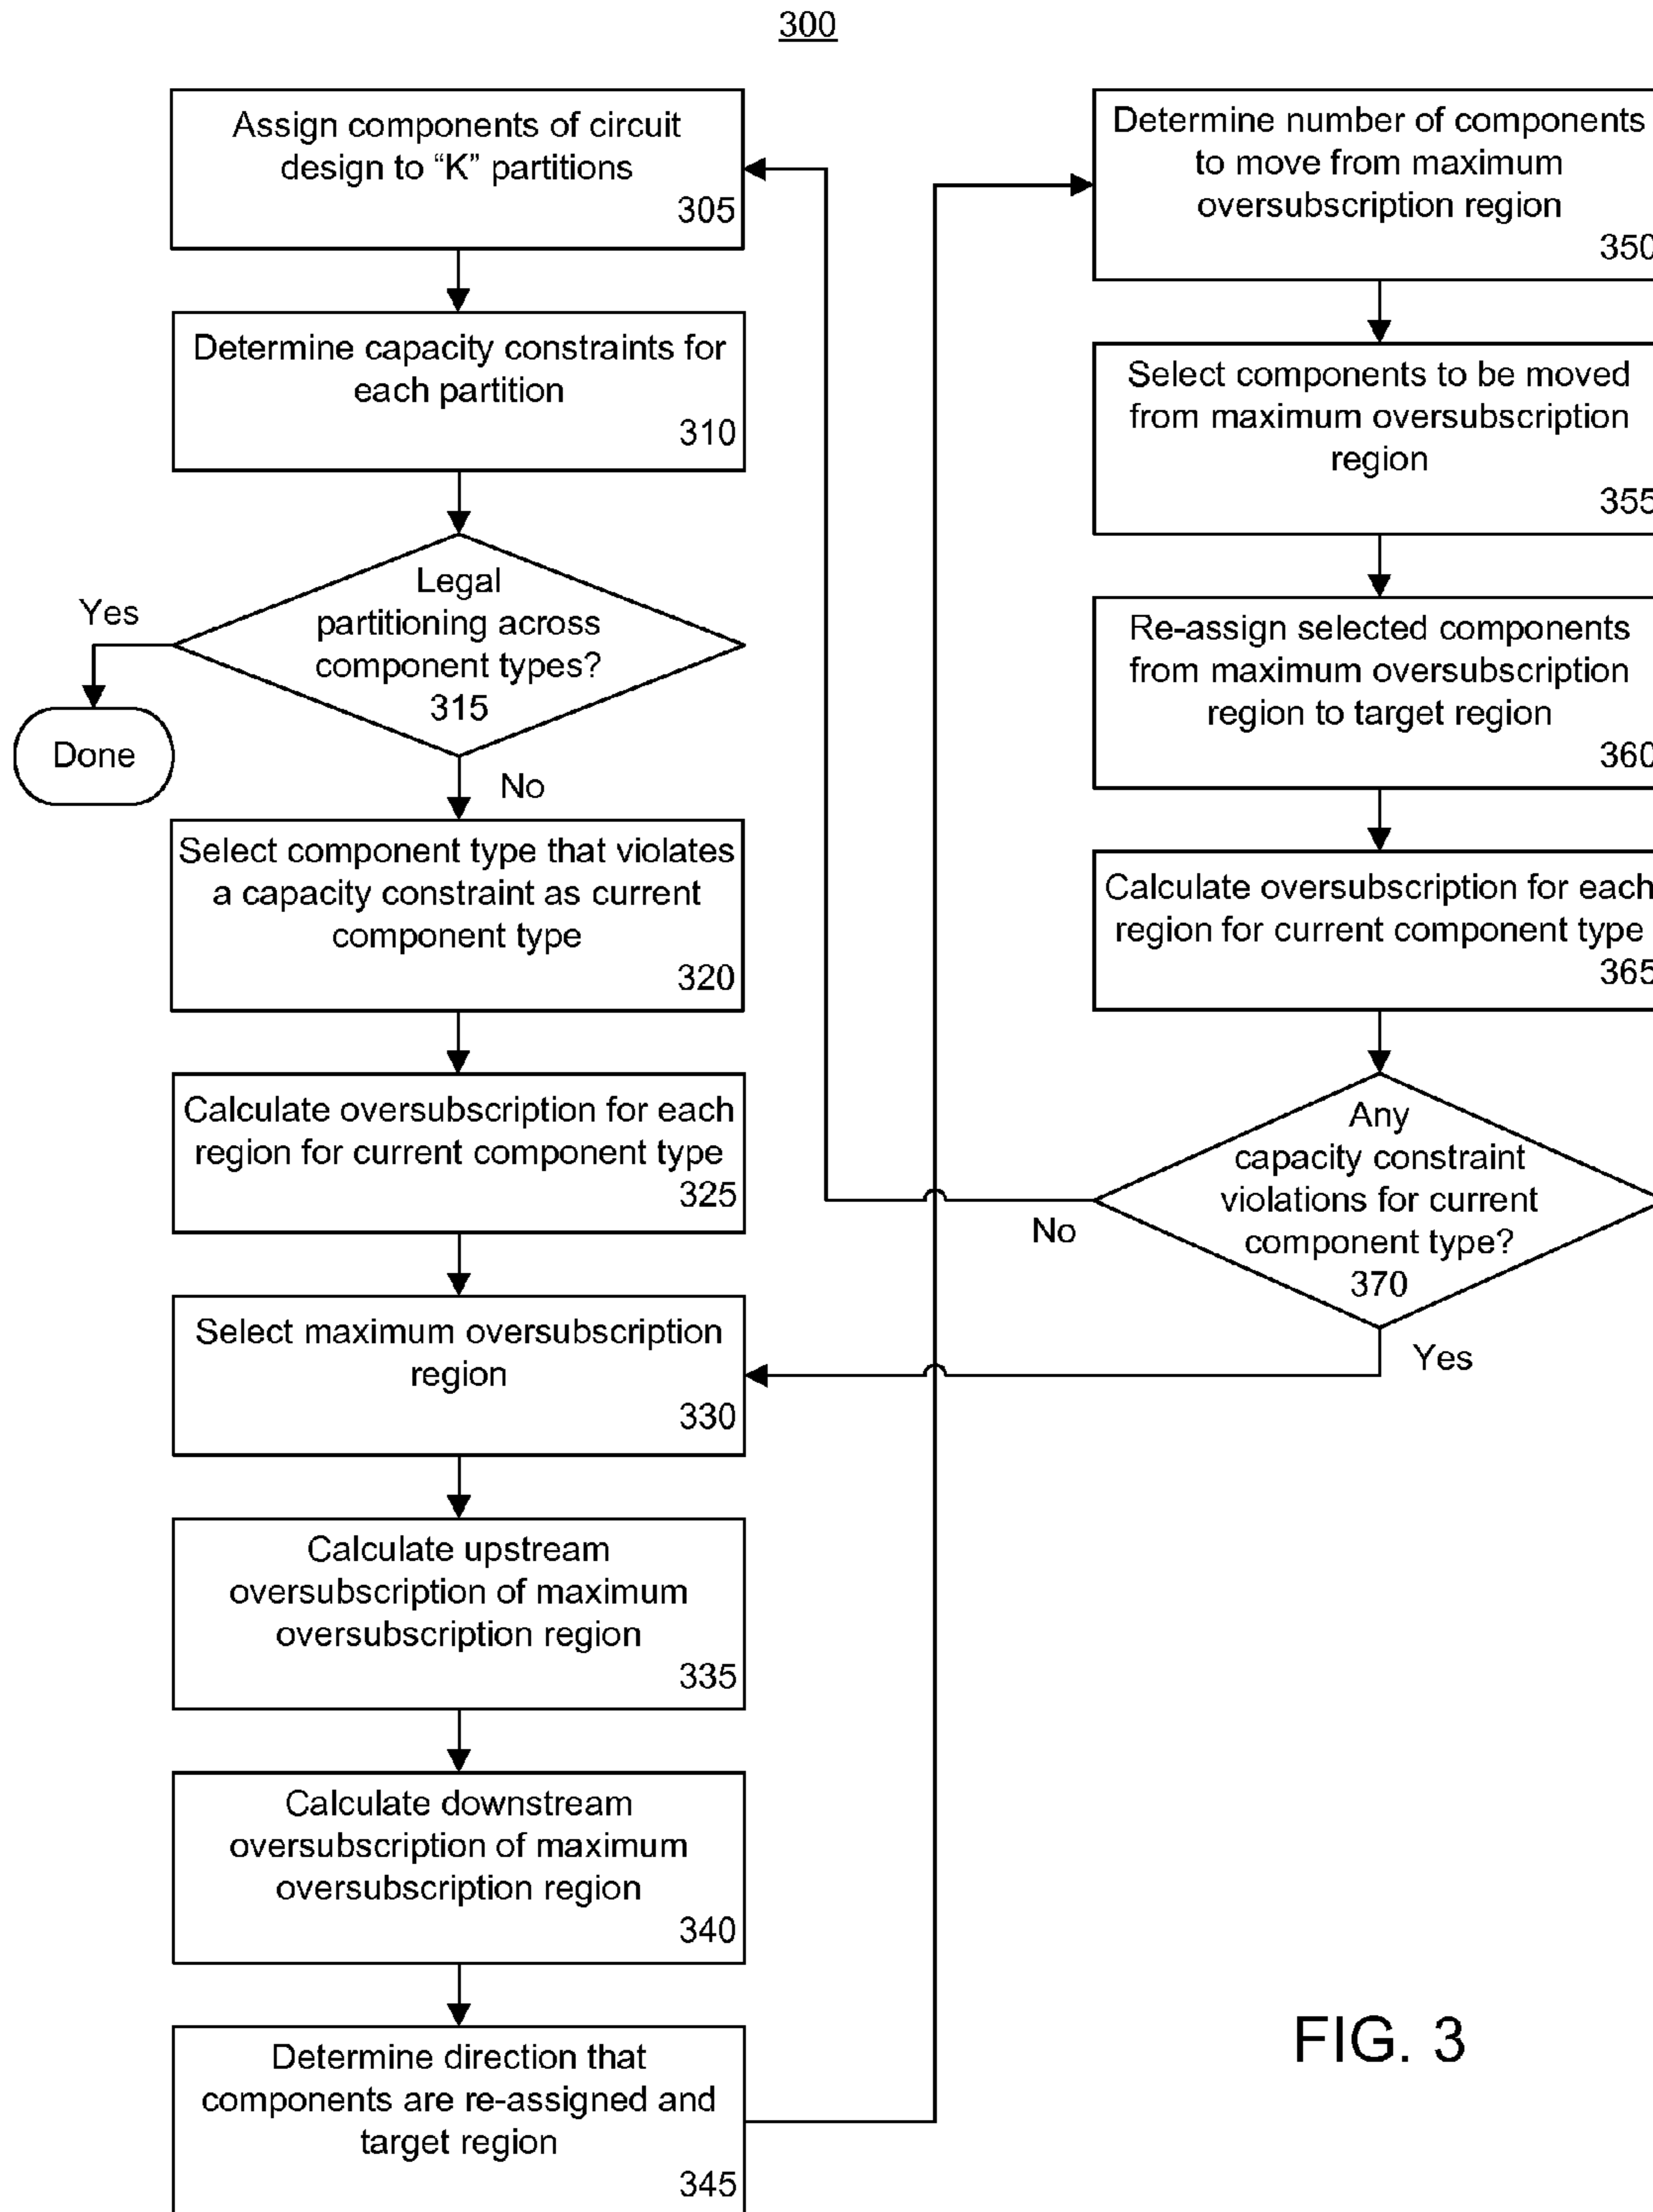 300
Assign components of circuit
design to “K” partitions
305
Determine capacity constraints for
each partition
310
Legal
partitioning across
component types?
315
Yes
Done
No
Select component type that violates
a capacity constraint as current
component type
320
Calculate oversubscription for each
region for current component type
325
Select maximum oversubscription
region
330
Calculate upstream
oversubscription of maximum
oversubscription region
335
Calculate downstream
oversubscription of maximum
oversubscription region
340
Determine direction that
components are re-assigned and
target region
345
Determine number of components
to move from maximum
oversubscription region
350
Select components to be moved
from maximum oversubscription
region
355
Re-assign selected components
from maximum oversubscription
region to target region
360
Calculate oversubscription for each
region for current component type
365
Any
capacity constraint
violations for current
component type?
370
No
Yes
FIG. 3